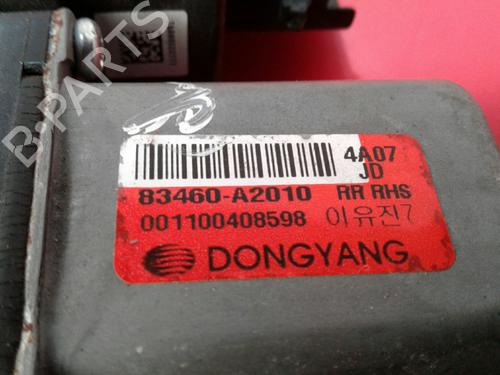 B-PARTS
4A07
JD
83460-A2010 RR RHS
001100408598 이유진7
DONGYANG